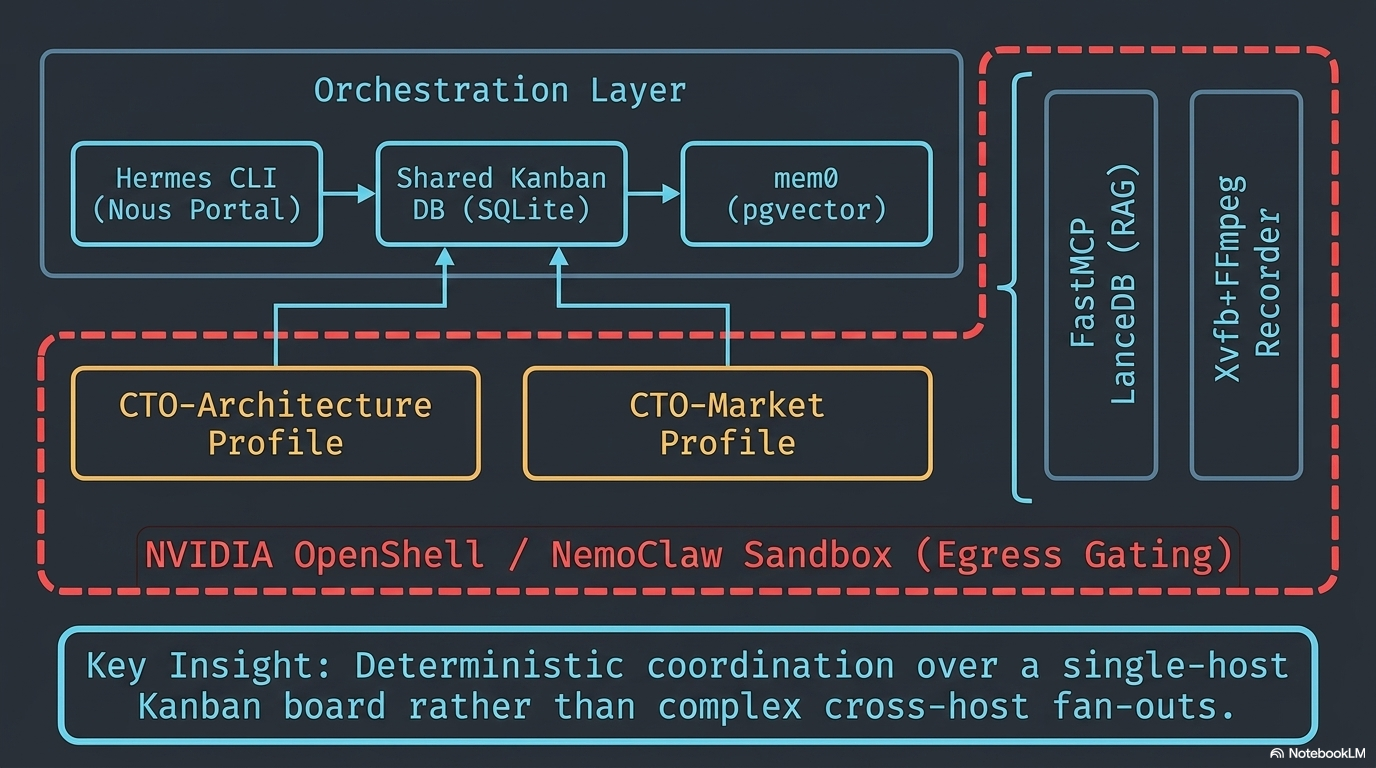 Orchestration Layer
Hermes CLI
(Nous Portal)
Shared Kanban
DB (SQLite)
mem0
(pgvector)
FastMCP
LanceDB (RAG)
Xvfb+FFmpeg
Recorder
CTO-Architecture
Profile
CTO-Market
Profile
NVIDIA OpenShell / NemoClaw Sandbox (Egress Gating)
Key Insight: Deterministic coordination over a single-host
Kanban board rather than complex cross-host fan-outs.
NotebookLM